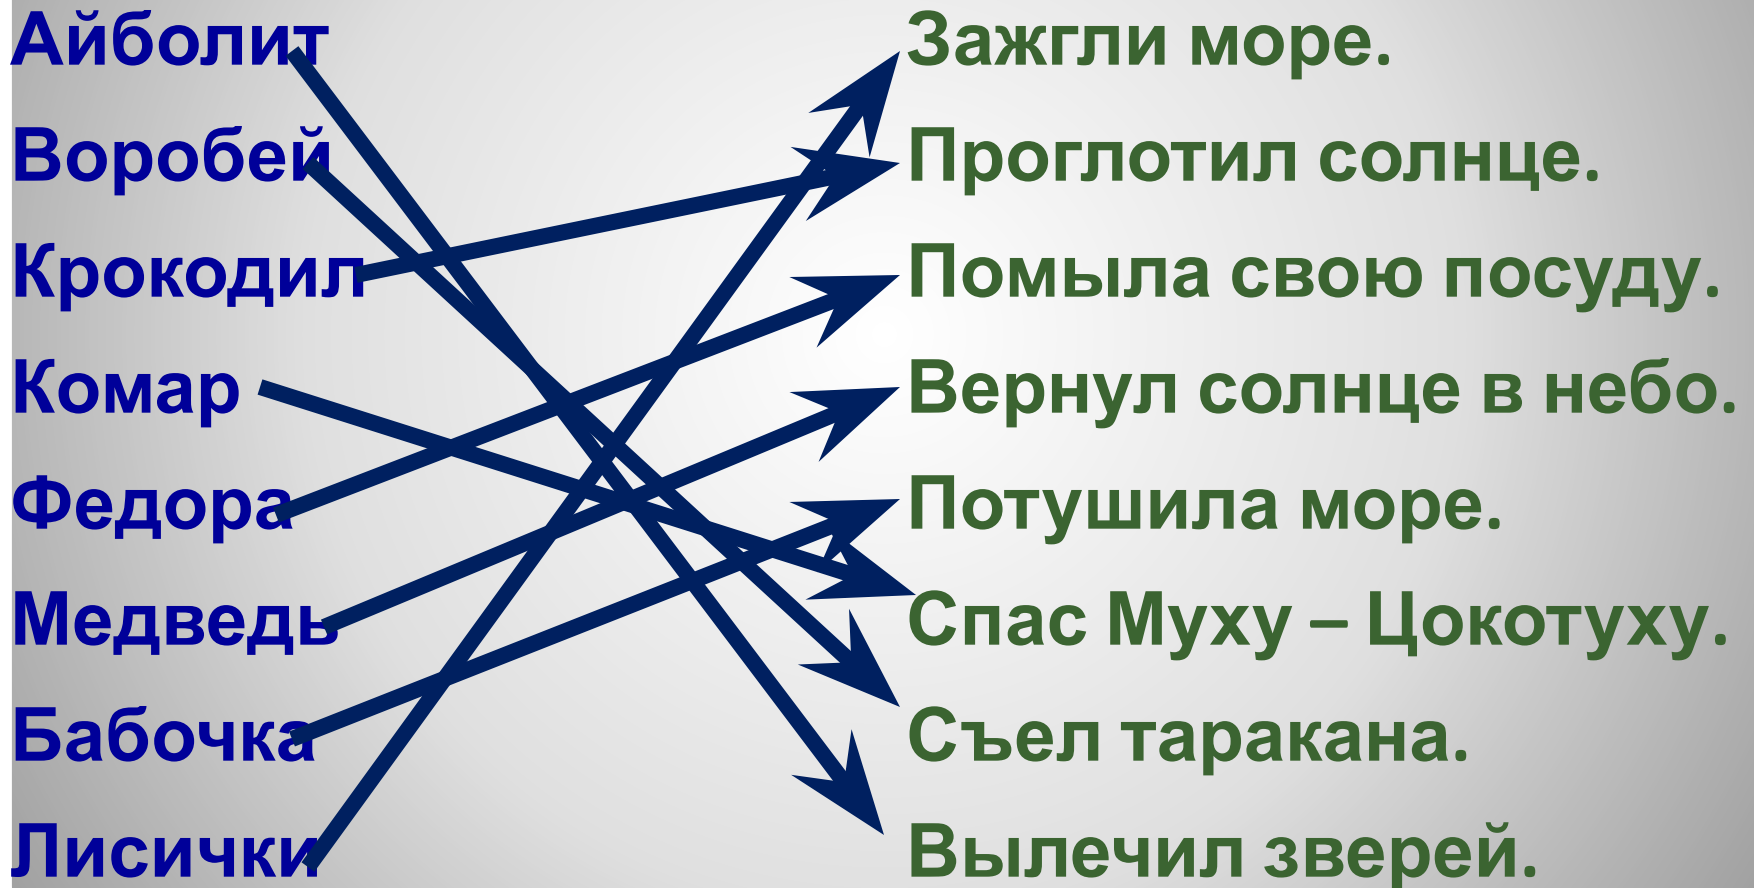 Айболит
Воробей
Крокодил
Комар
Федора
Медведь
Бабочка
Лисички
Зажгли море.
Проглотил солнце.
Помыла свою посуду.
Вернул солнце в небо.
Потушила море.
Спас Муху – Цокотуху.
Съел таракана.
Вылечил зверей.